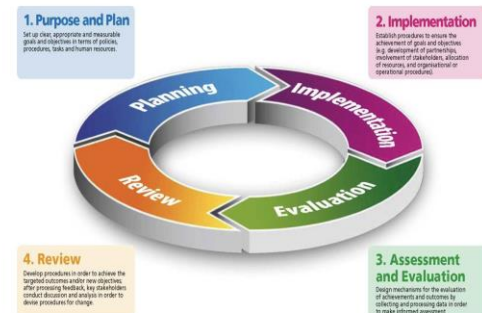 1. Purpose and Plan
Set up clear, appropriate and measurable
goals and objectives in terms of policies,
procedures, tasks and human resources.
2. Implementation
Establish procedures to ensure the
achievement of goals and objectives
(e.g. development of partnerships,
involvement of stakeholders, allocation
of resources, and organisational or
operational procedures).
Planning
Implementation
Review
Evaluation
4. Review
Develop procedures in order to achieve the
targeted outcomes and/or new objectives;
after processing feedback, key stakeholders
conduct discussion and analysis in order to
devise procedures for change.
3. Assessment
and Evaluation
Design mechanisms for the evaluation
of achievements and outcomes by
collecting and processing data in order
to make informed assessment.